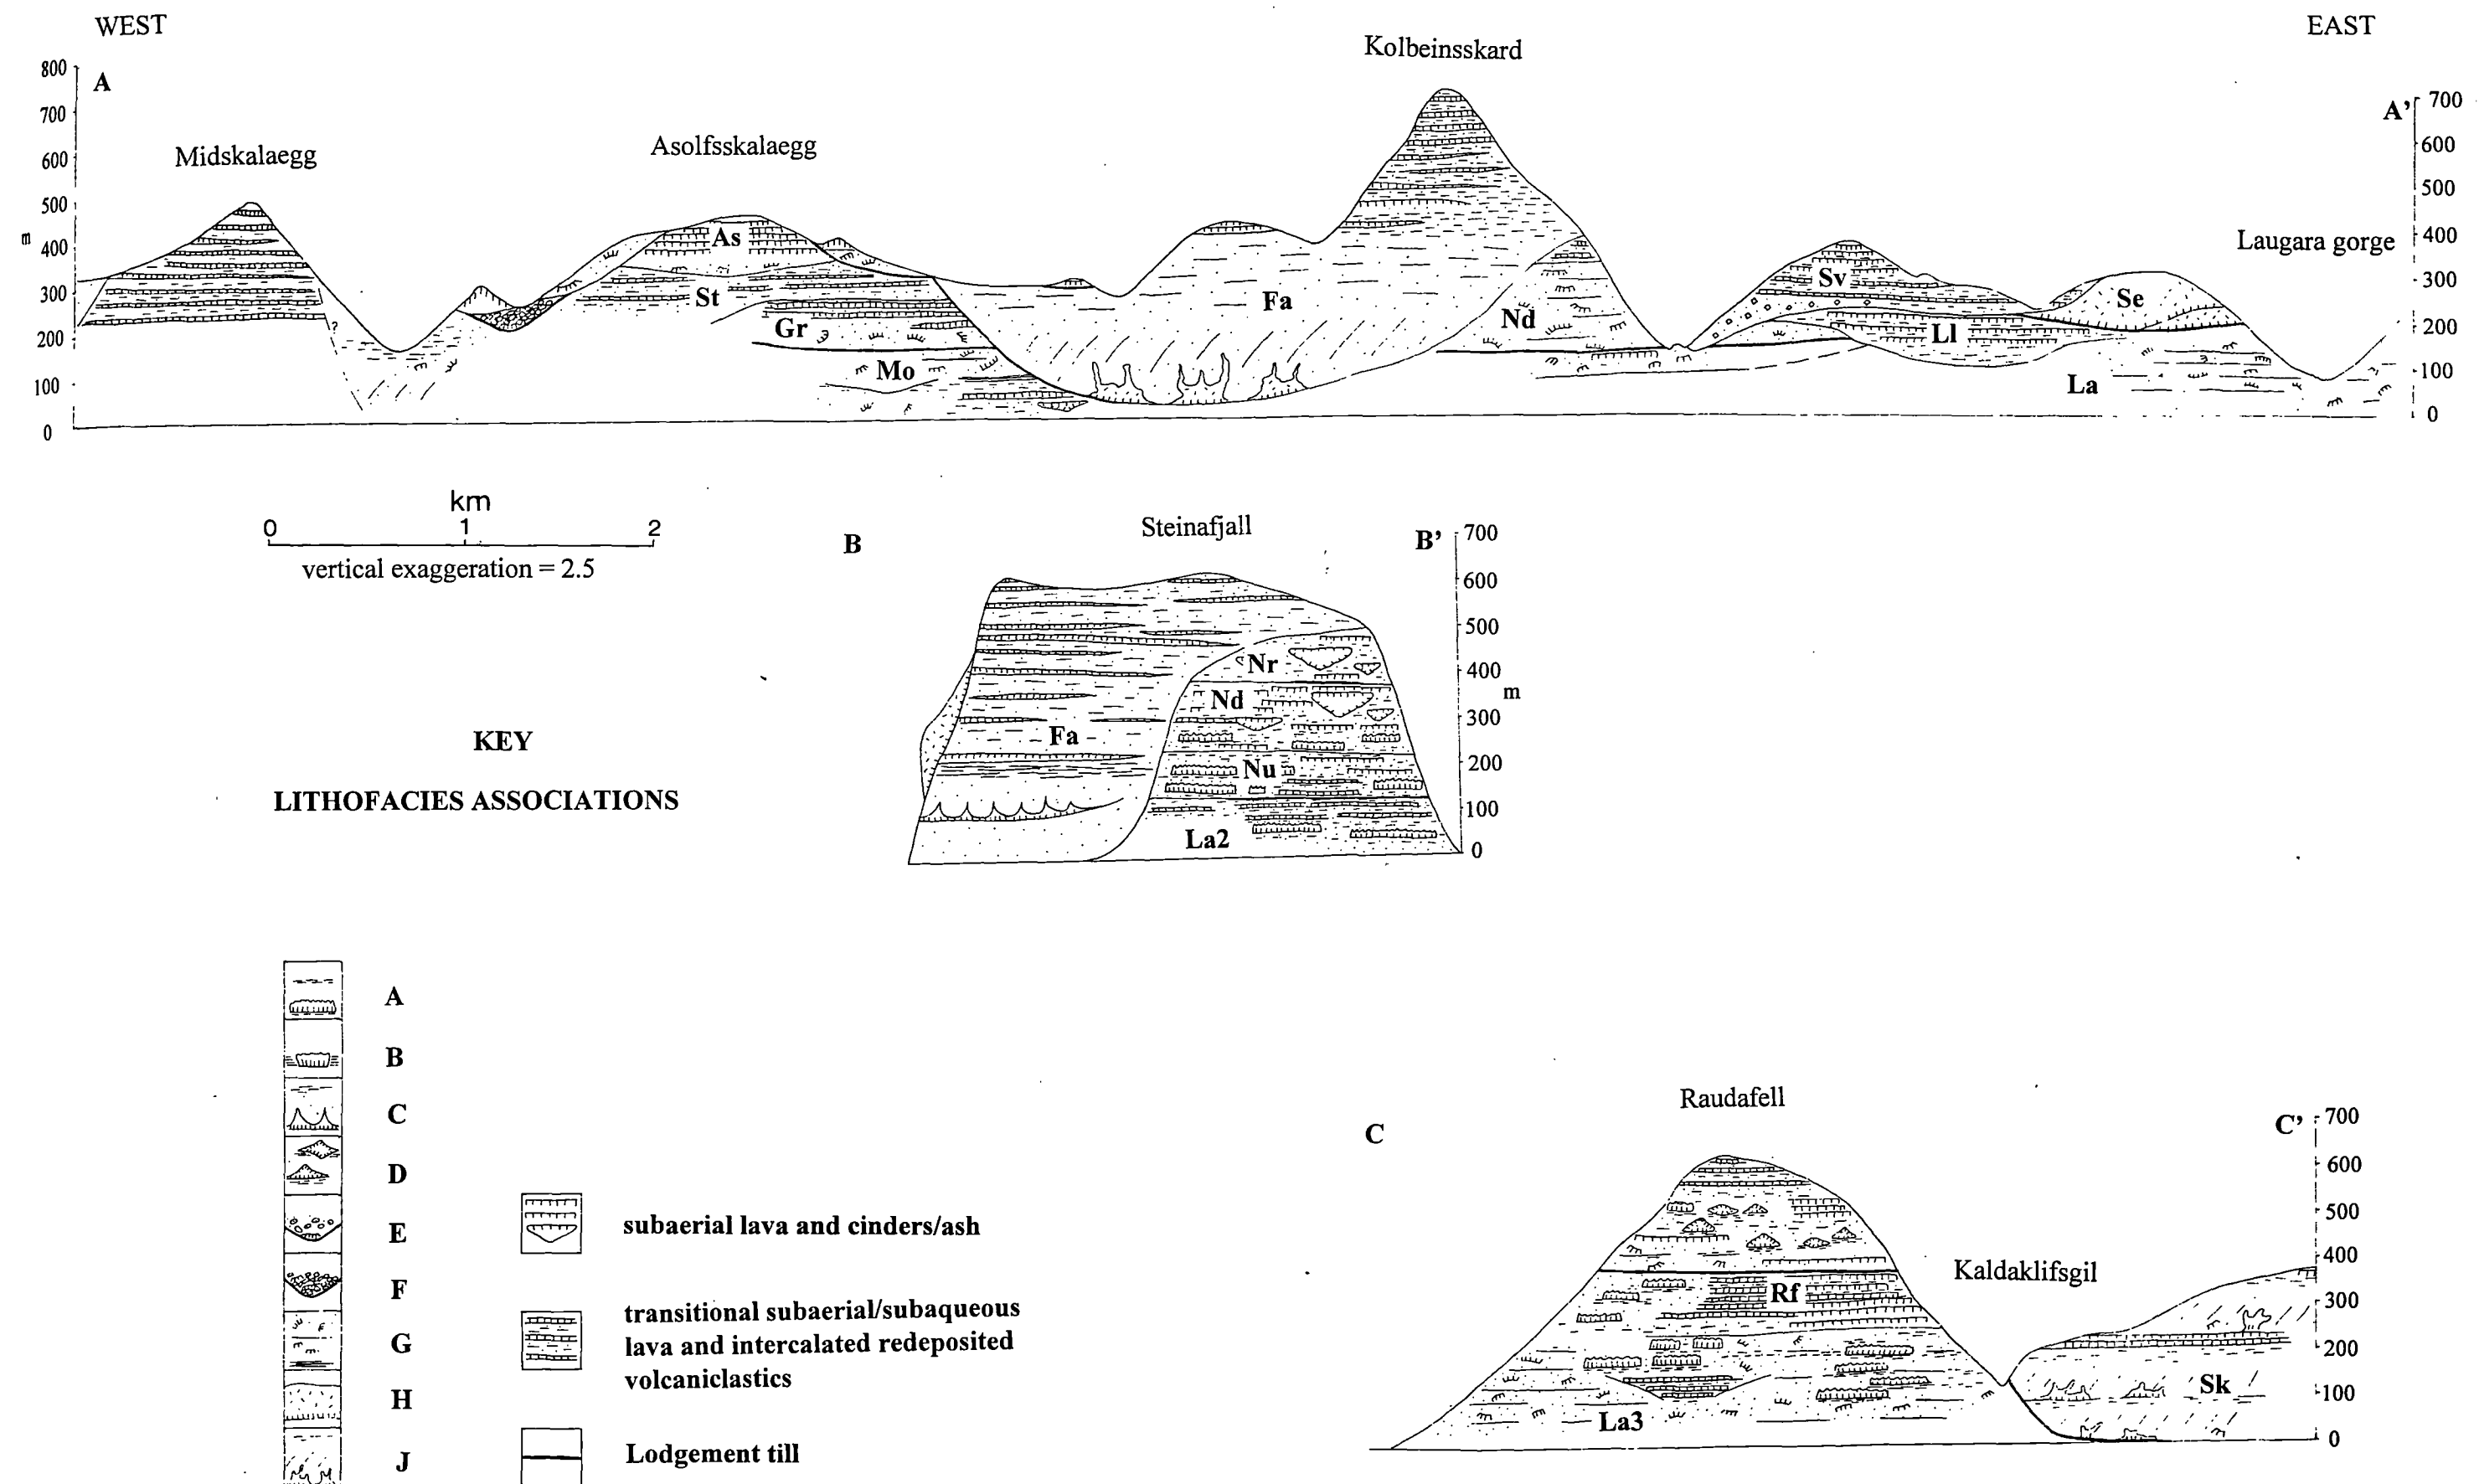 WEST
EAST
Kolbeinsskard
A
A’
Midskalaegg
Asolfsskalaegg
Laugara gorge
800
700
600
500
400
300
200
100
0
m
700
600
500
400
300
200
100
0
As
St
Gr
Mo
Fa
Nd
Sv
Ll
Se
La
?
km
0 1 2
vertical exaggeration = 2.5
B
Steinafjall
B’
700
600
500
400
m
300
200
100
0
Nr
Nd
Fa
Nu
La2
KEY
LITHOFACIES ASSOCIATIONS
A
B
C
D
E
F
G
H
J
subaerial lava and cinders/ash
transitional subaerial/subaqueous
lava and intercalated redeposited
volcaniclastics
Lodgement till
C
Raudafell
C’
Kaldaklifsgil
700
600
500
400
300
200
100
0
Rf
Sk
La3